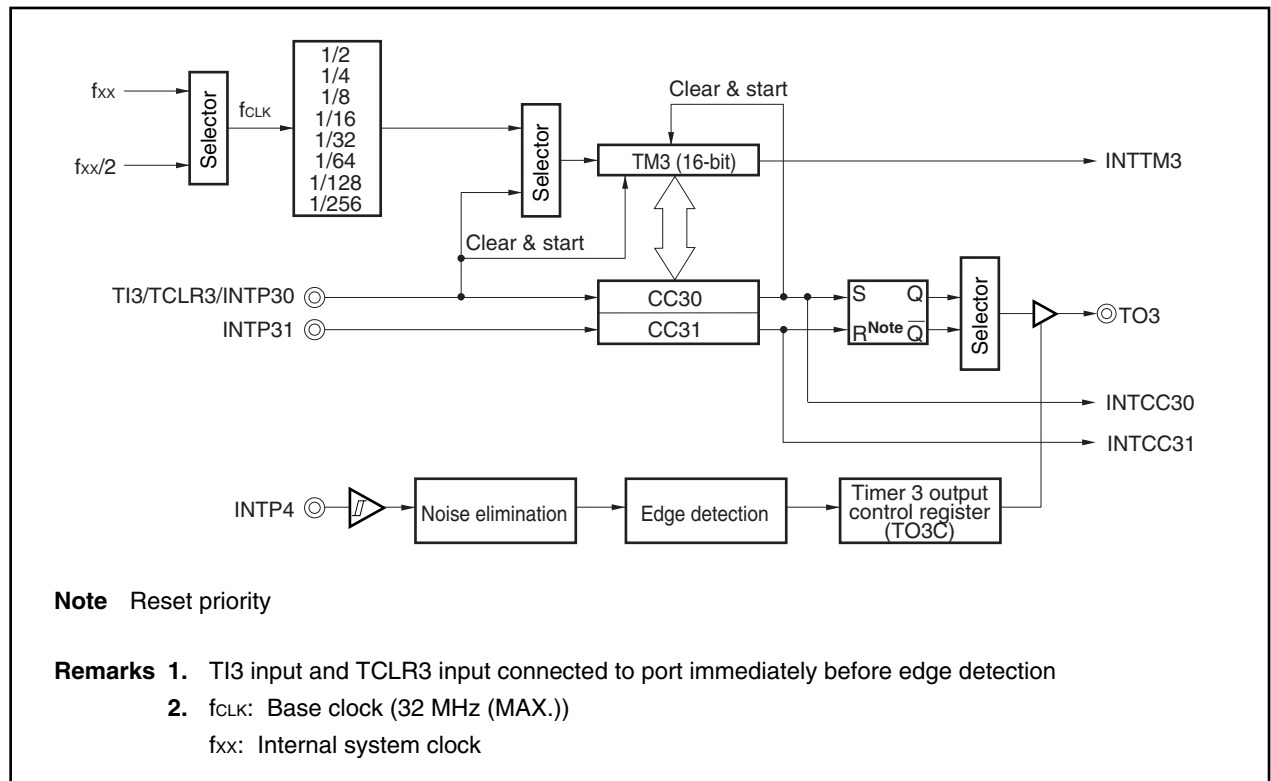 fxx
fxx/2
Selector
fCLK
1/2
1/4
1/8
1/16
1/32
1/64
1/128
1/256
Selector
Clear & start
TM3 (16-bit)
INTTM3
Clear & start
TI3/TCLR3/INTP30
INTP31
CC30
CC31
S Q
RNote Q̅
Selector
TO3
INTCC30
INTCC31
INTP4
Noise elimination
Edge detection
Timer 3 output
control register
(TO3C)
Note Reset priority
Remarks 1. TI3 input and TCLR3 input connected to port immediately before edge detection
2. fCLK: Base clock (32 MHz (MAX.))
fxx: Internal system clock